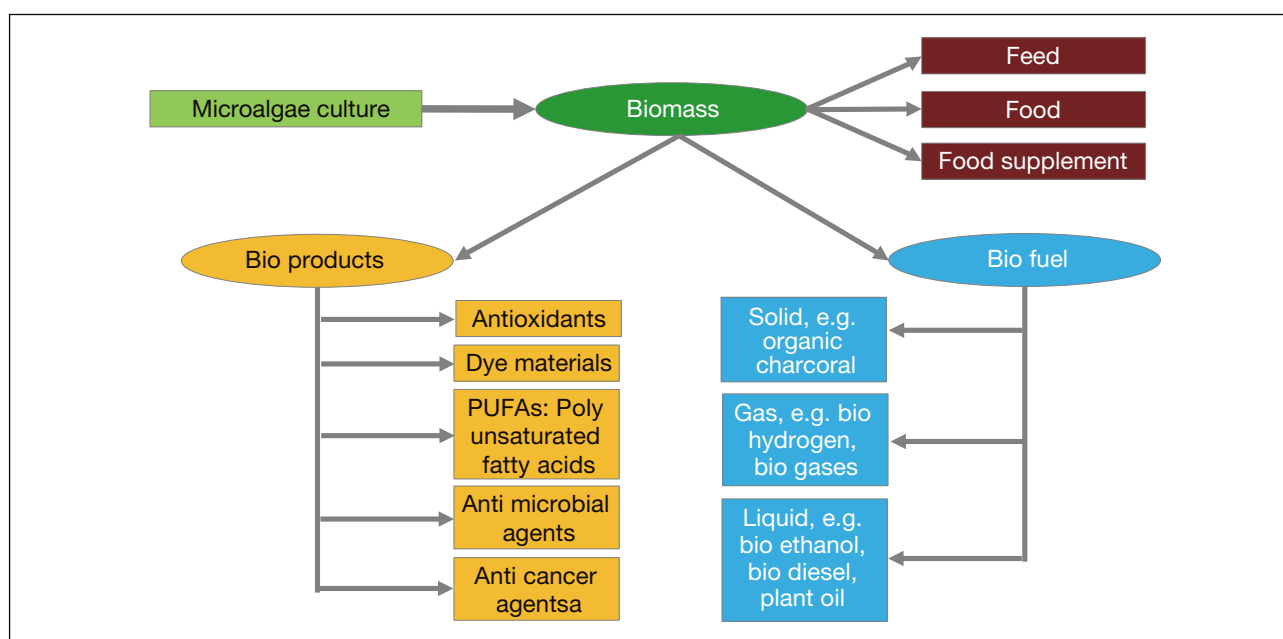 Feed
Microalgae culture
Biomass
Food
Food supplement
Bio products
Bio fuel
Antioxidants
Dye materials
PUFAs: Poly
unsaturated
fatty acids
Anti microbial
agents
Anti cancer
agentsa
Solid, e.g.
organic
charcoral
Gas, e.g. bio
hydrogen,
bio gases
Liquid, e.g.
bio ethanol,
bio diesel,
plant oil